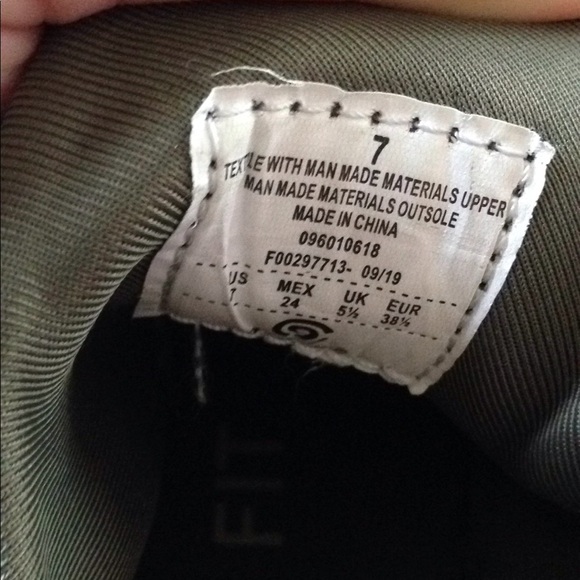 7
TEXTILE WITH MAN MADE MATERIALS UPPER
MAN MADE MATERIALS OUTSOLE
MADE IN CHINA
096010618
F00297713- 09/19
US MEX UK EUR
7 24 5½ 38½
FIT